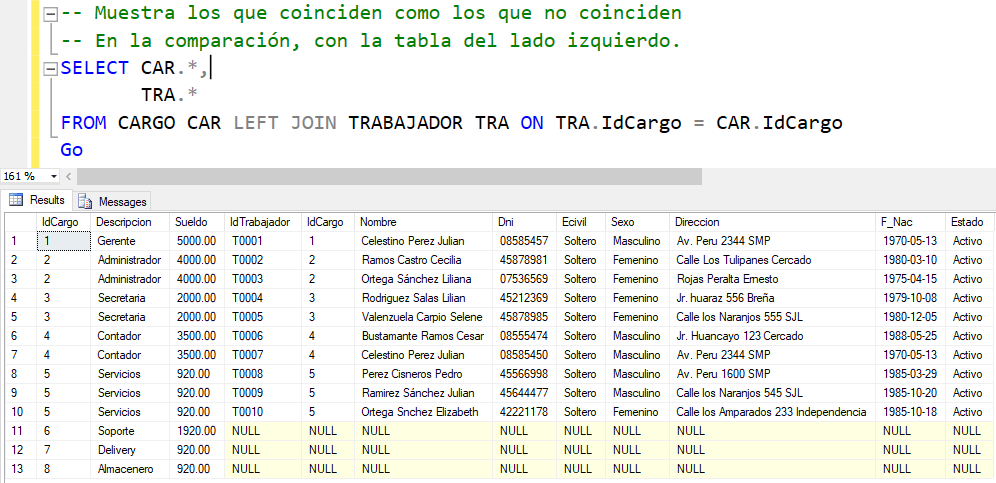 -- Muestra los que coinciden como los que no coinciden
-- En la comparación, con la tabla del lado izquierdo.
SELECT CAR.*,
TRA.*
FROM CARGO CAR LEFT JOIN TRABAJADOR TRA ON TRA.IdCargo = CAR.IdCargo
Go
161 %
Results Messages
IdCargo Descripcion Sueldo IdTrabajador IdCargo Nombre Dni Ecivil Sexo Direccion F_Nac Estado
1 1 Gerente 5000.00 T0001 1 Celestino Perez Julian 08585457 Soltero Masculino Av. Peru 2344 SMP 1970-05-13 Activo
2 2 Administrador 4000.00 T0002 2 Ramos Castro Cecilia 45878981 Soltero Femenino Calle Los Tulipanes Cercado 1980-03-10 Activo
3 2 Administrador 4000.00 T0003 2 Ortega Sánchez Liliana 07536569 Soltero Femenino Rojas Peralta Ernesto 1975-04-15 Activo
4 3 Secretaria 2000.00 T0004 3 Rodriguez Salas Lilian 45212369 Soltero Femenino Jr. huaraz 556 Breña 1979-10-08 Activo
5 3 Secretaria 2000.00 T0005 3 Valenzuela Carpio Selene 45878985 Soltero Femenino Calle los Naranjos 555 SJL 1980-12-05 Activo
6 4 Contador 3500.00 T0006 4 Bustamante Ramos Cesar 08555474 Soltero Masculino Jr. Huancayo 123 Cercado 1988-05-25 Activo
7 4 Contador 3500.00 T0007 4 Celestino Perez Julian 08585450 Soltero Masculino Av. Peru 2344 SMP 1970-05-13 Activo
8 5 Servicios 920.00 T0008 5 Perez Cisneros Pedro 45566998 Soltero Masculino Av. Peru 1600 SMP 1985-03-29 Activo
9 5 Servicios 920.00 T0009 5 Ramirez Sánchez Julian 45644477 Soltero Masculino Calle los Naranjos 545 SJL 1985-10-20 Activo
10 5 Servicios 920.00 T0010 5 Ortega Snchez Elizabeth 42221178 Soltero Femenino Calle los Amparados 233 Independencia 1985-10-18 Activo
11 6 Soporte 1920.00 NULL NULL NULL NULL NULL NULL NULL NULL NULL
12 7 Delivery 920.00 NULL NULL NULL NULL NULL NULL NULL NULL NULL
13 8 Almacenero 920.00 NULL NULL NULL NULL NULL NULL NULL NULL NULL